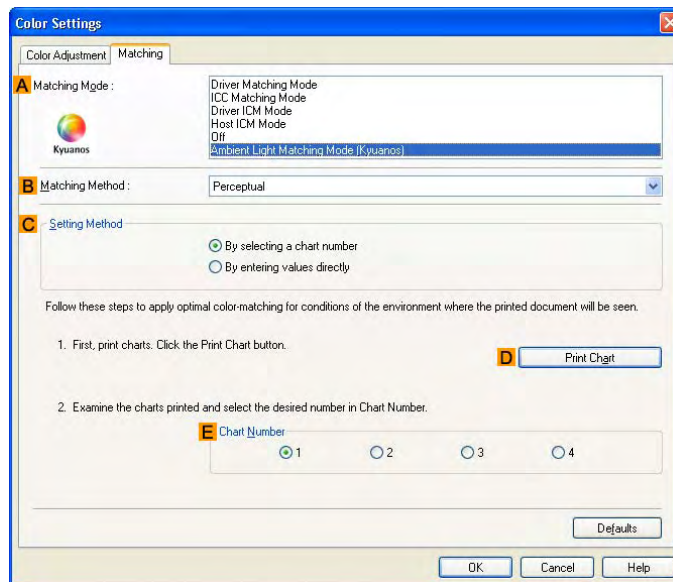 Color Settings
Color Adjustment Matching
A Matching Mode :
Driver Matching Mode
ICC Matching Mode
Driver ICM Mode
Host ICM Mode
Off
Ambient Light Matching Mode (Kyuanos)
Kyuanos
B Matching Method : Perceptual
C Setting Method
By selecting a chart number
By entering values directly
Follow these steps to apply optimal color-matching for conditions of the environment where the printed document will be seen.
1. First, print charts. Click the Print Chart button.
D Print Chart
2. Examine the charts printed and select the desired number in Chart Number.
E Chart Number
1 2 3 4
Defaults
OK Cancel Help